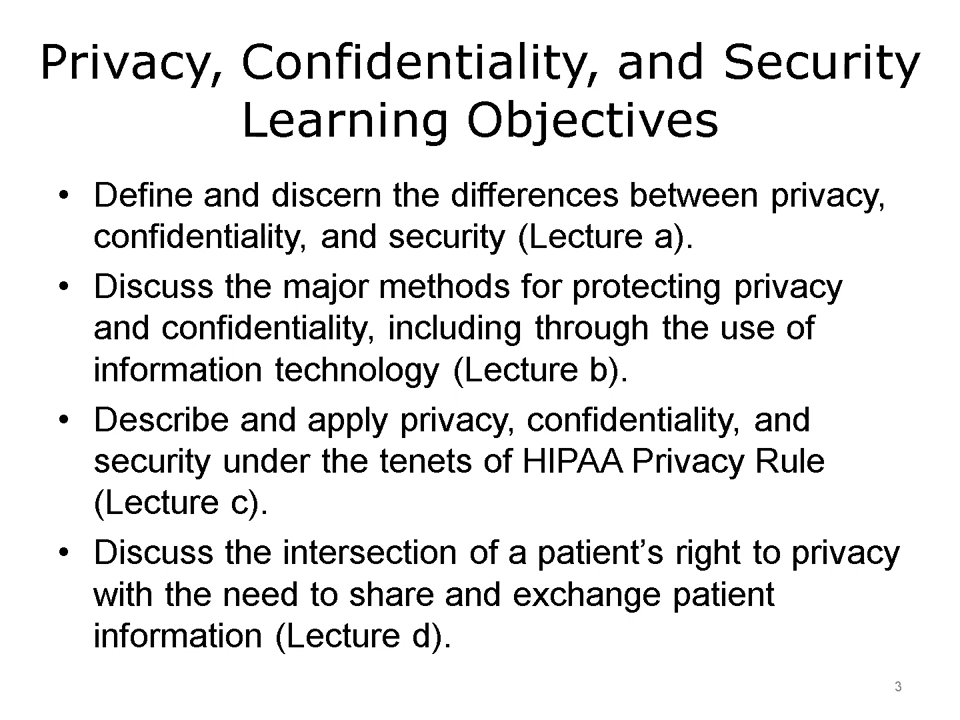 Privacy, Confidentiality, and Security
Learning Objectives
• Define and discern the differences between privacy,
confidentiality, and security (Lecture a).
• Discuss the major methods for protecting privacy
and confidentiality, including through the use of
information technology (Lecture b).
• Describe and apply privacy, confidentiality, and
security under the tenets of HIPAA Privacy Rule
(Lecture c).
• Discuss the intersection of a patient’s right to privacy
with the need to share and exchange patient
information (Lecture d).
3